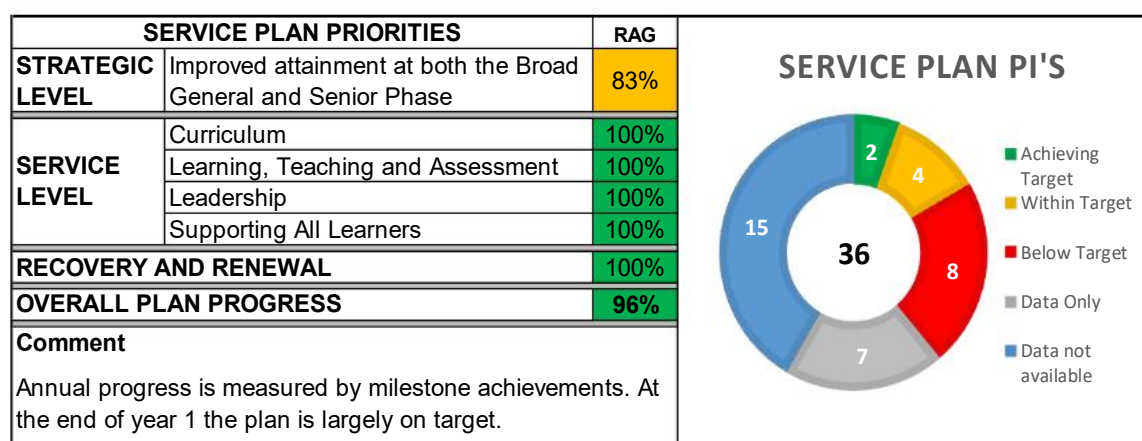 SERVICE PLAN PRIORITIES RAG
STRATEGIC LEVEL Improved attainment at both the Broad General and Senior Phase 83%
SERVICE LEVEL
Curriculum 100%
Learning, Teaching and Assessment 100%
Leadership 100%
Supporting All Learners 100%
RECOVERY AND RENEWAL 100%
OVERALL PLAN PROGRESS 96%
Comment
Annual progress is measured by milestone achievements. At
the end of year 1 the plan is largely on target.
SERVICE PLAN PI'S
2
4
8
7
15
36
Achieving
Target
Within Target
Below Target
Data Only
Data not
available